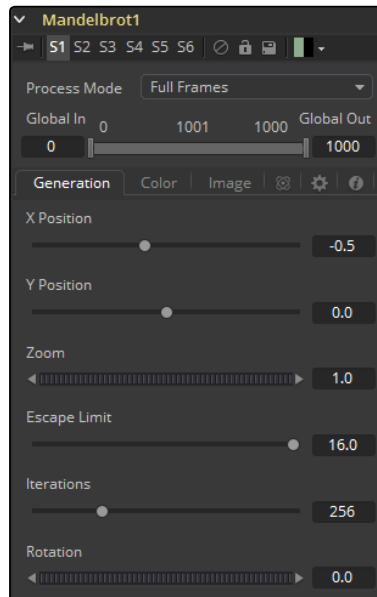 Mandelbrot1
S1 S2 S3 S4 S5 S6
Process Mode Full Frames
Global In 0 1001 1000 Global Out
0 1000
Generation Color Image
X Position
-0.5
Y Position
0.0
Zoom
1.0
Escape Limit
16.0
Iterations
256
Rotation
0.0